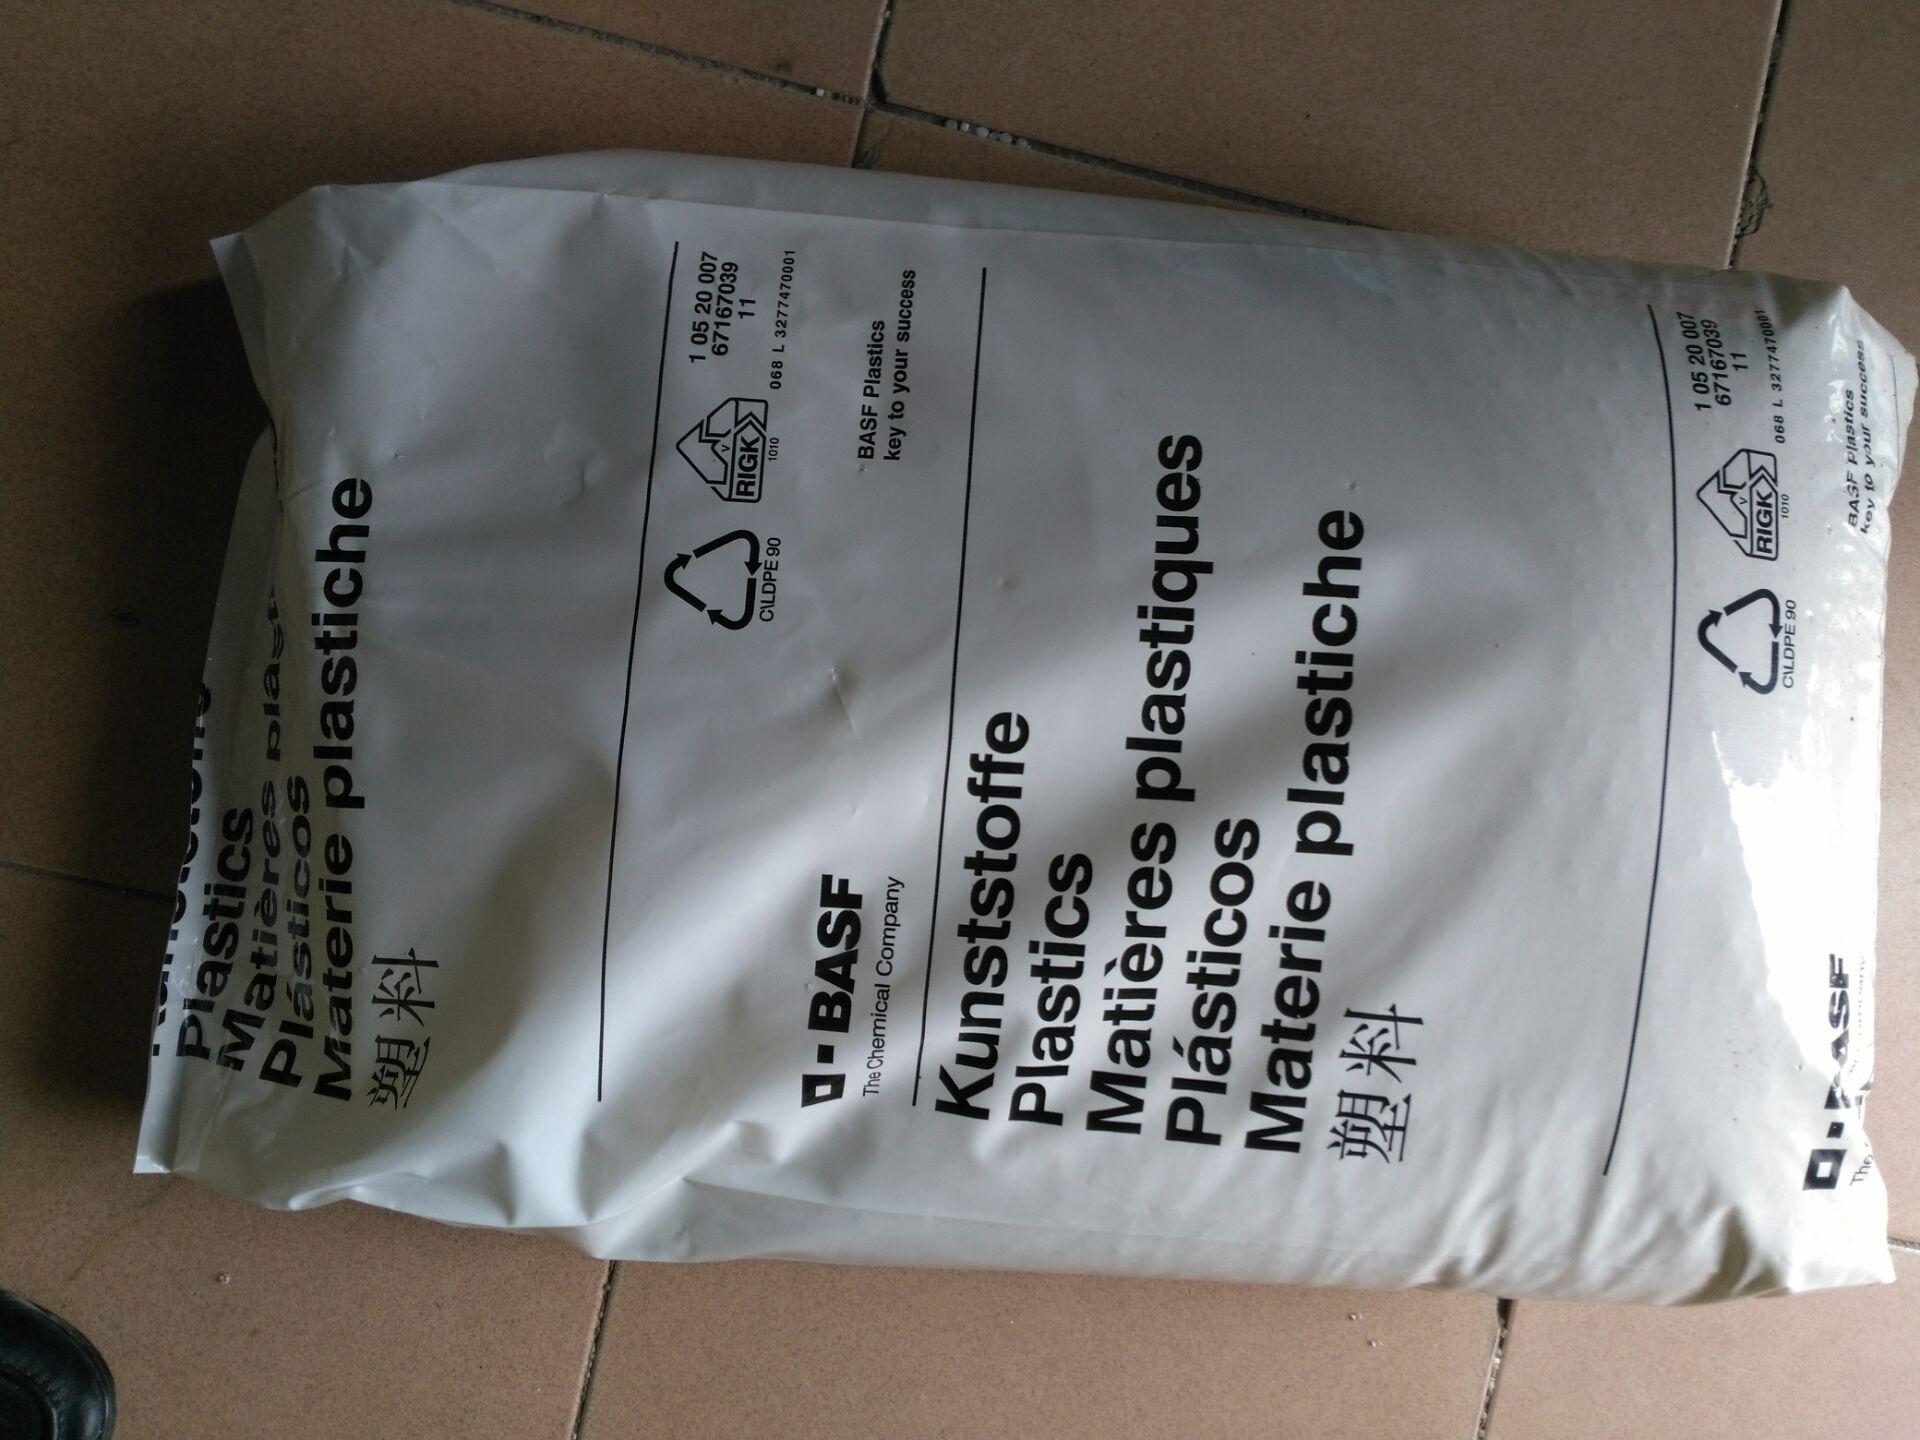 Plastics
Matières plast
Plásticos
Materie plastiche
塑料
C\LDPE 90
RIGK
1010
1 05 20 007
67167039
11
068 L 3277470001
BASF
The Chemical Company
BASF Plastics
key to your success
Kunststoffe
Plastics
Matières plastiques
Plásticos
Materie plastiche
塑料
C\LDPE 90
RIGK
1010
1 05 20 007
67167039
11
068 L 3277470001
BASF
The
BASF Plastics
key to your success